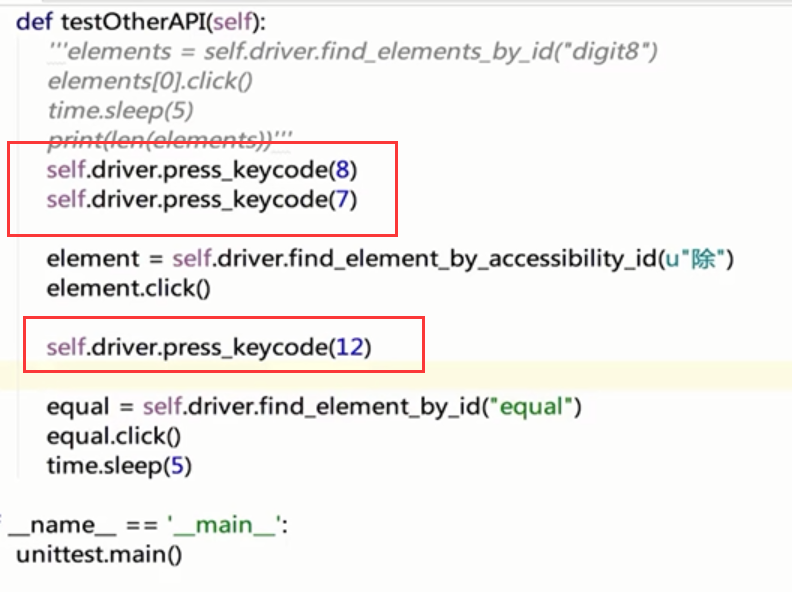 def testOtherAPI(self):
'''elements = self.driver.find_elements_by_id("digit8")
elements[0].click()
time.sleep(5)
print(len(elements))'''
self.driver.press_keycode(8)
self.driver.press_keycode(7)
element = self.driver.find_element_by_accessibility_id(u"除")
element.click()
self.driver.press_keycode(12)
equal = self.driver.find_element_by_id("equal")
equal.click()
time.sleep(5)
__name__ == '__main__':
unittest.main()